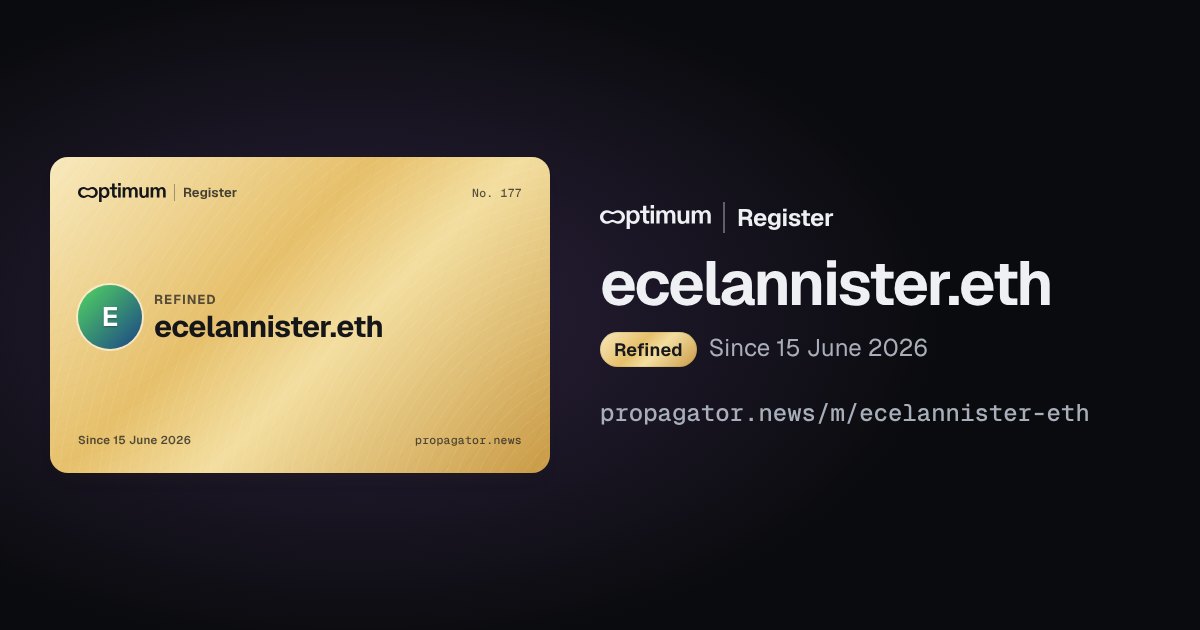 optimum | Register
No. 177
E
REFINED
ecelannister.eth
Since 15 June 2026
propagator.news
optimum | Register
ecelannister.eth
Refined
Since 15 June 2026
propagator.news/m/ecelannister-eth